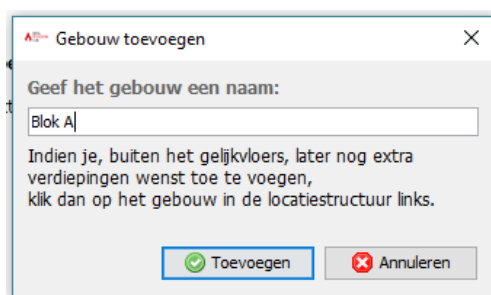 Gebouw toevoegen
Geef het gebouw een naam:
Blok A
Indien je, buiten het gelijkvloers, later nog extra
verdiepingen wenst toe te voegen,
klik dan op het gebouw in de locatiestructuur links.
Toevoegen
Annuleren